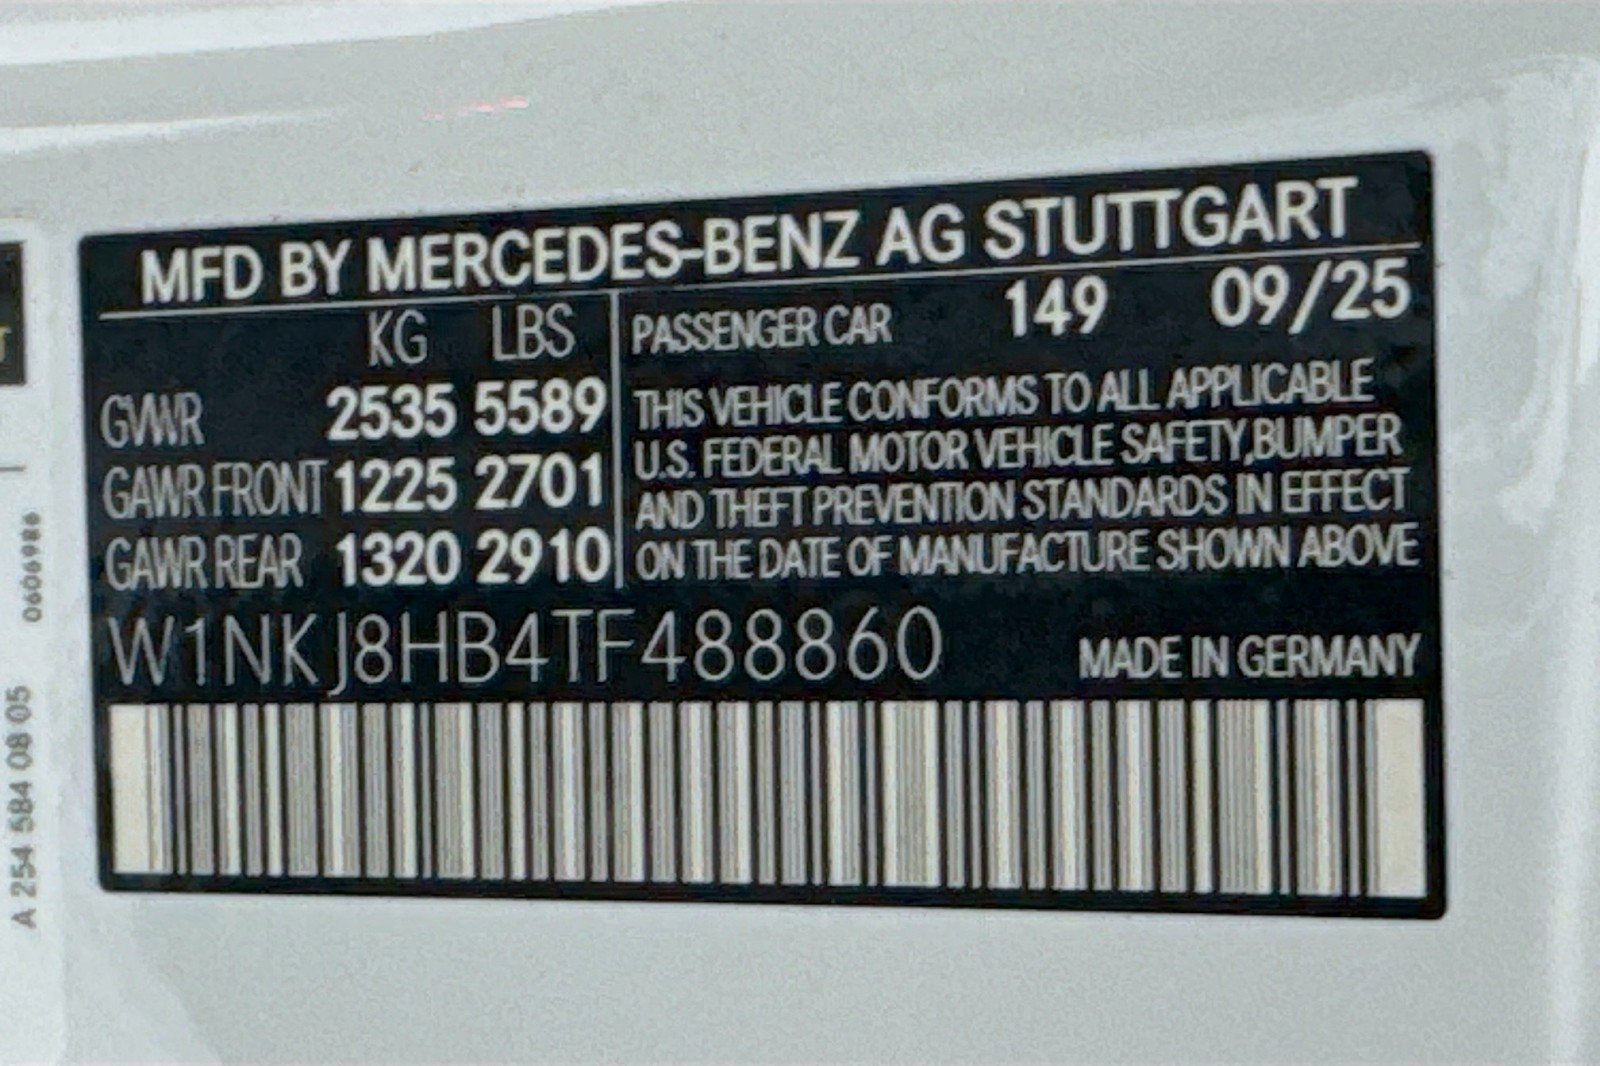 MFD BY MERCEDES-BENZ AG STUTTGART
KG LBS
GVWR 2535 5589
GAWR FRONT 1225 2701
GAWR REAR 1320 2910
PASSENGER CAR 149 09/25
THIS VEHICLE CONFORMS TO ALL APPLICABLE
U.S. FEDERAL MOTOR VEHICLE SAFETY,BUMPER
AND THEFT PREVENTION STANDARDS IN EFFECT
ON THE DATE OF MANUFACTURE SHOWN ABOVE
W1NKJ8HB4TF488860 MADE IN GERMANY
A 254 584 08 05 0606986